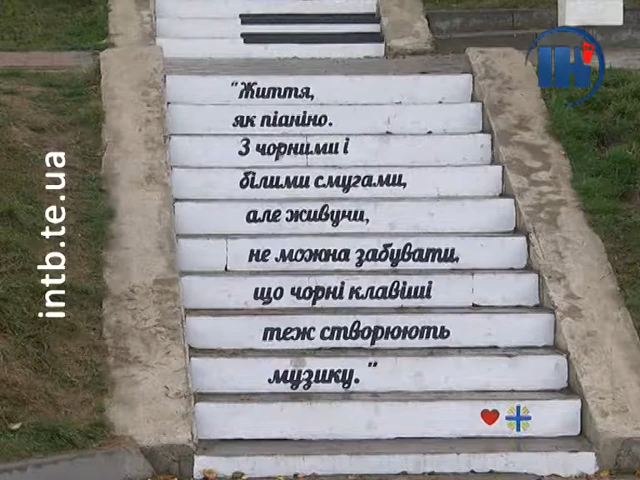 ІНТБ
"Життя,
як піаніно.
З чорними і
білими смугами,
але живучи,
не можна забувати,
що чорні клавіші
теж створюють
музику. "
intb.te.ua